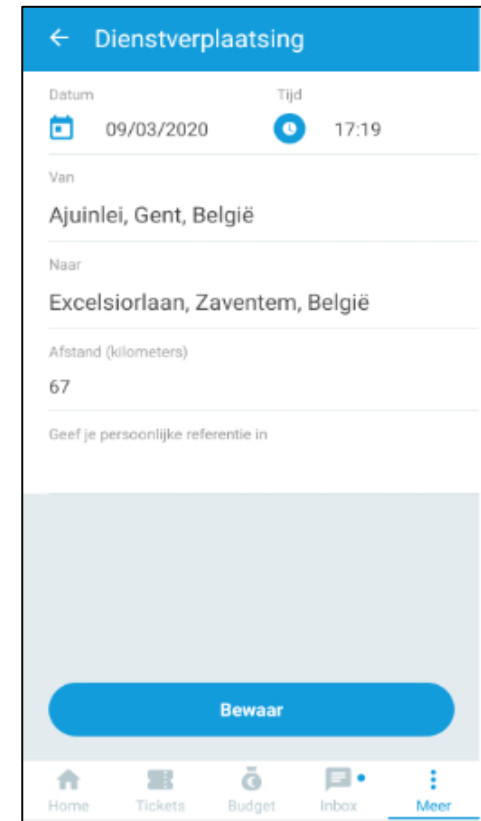 Dienstverplaatsing
Datum Tijd
09/03/2020 17:19
Van
Ajuinlei, Gent, België
Naar
Excelsiorlaan, Zaventem, België
Afstand (kilometers)
67
Geef je persoonlijke referentie in
Bewaar
Home Tickets Budget Inbox Meer